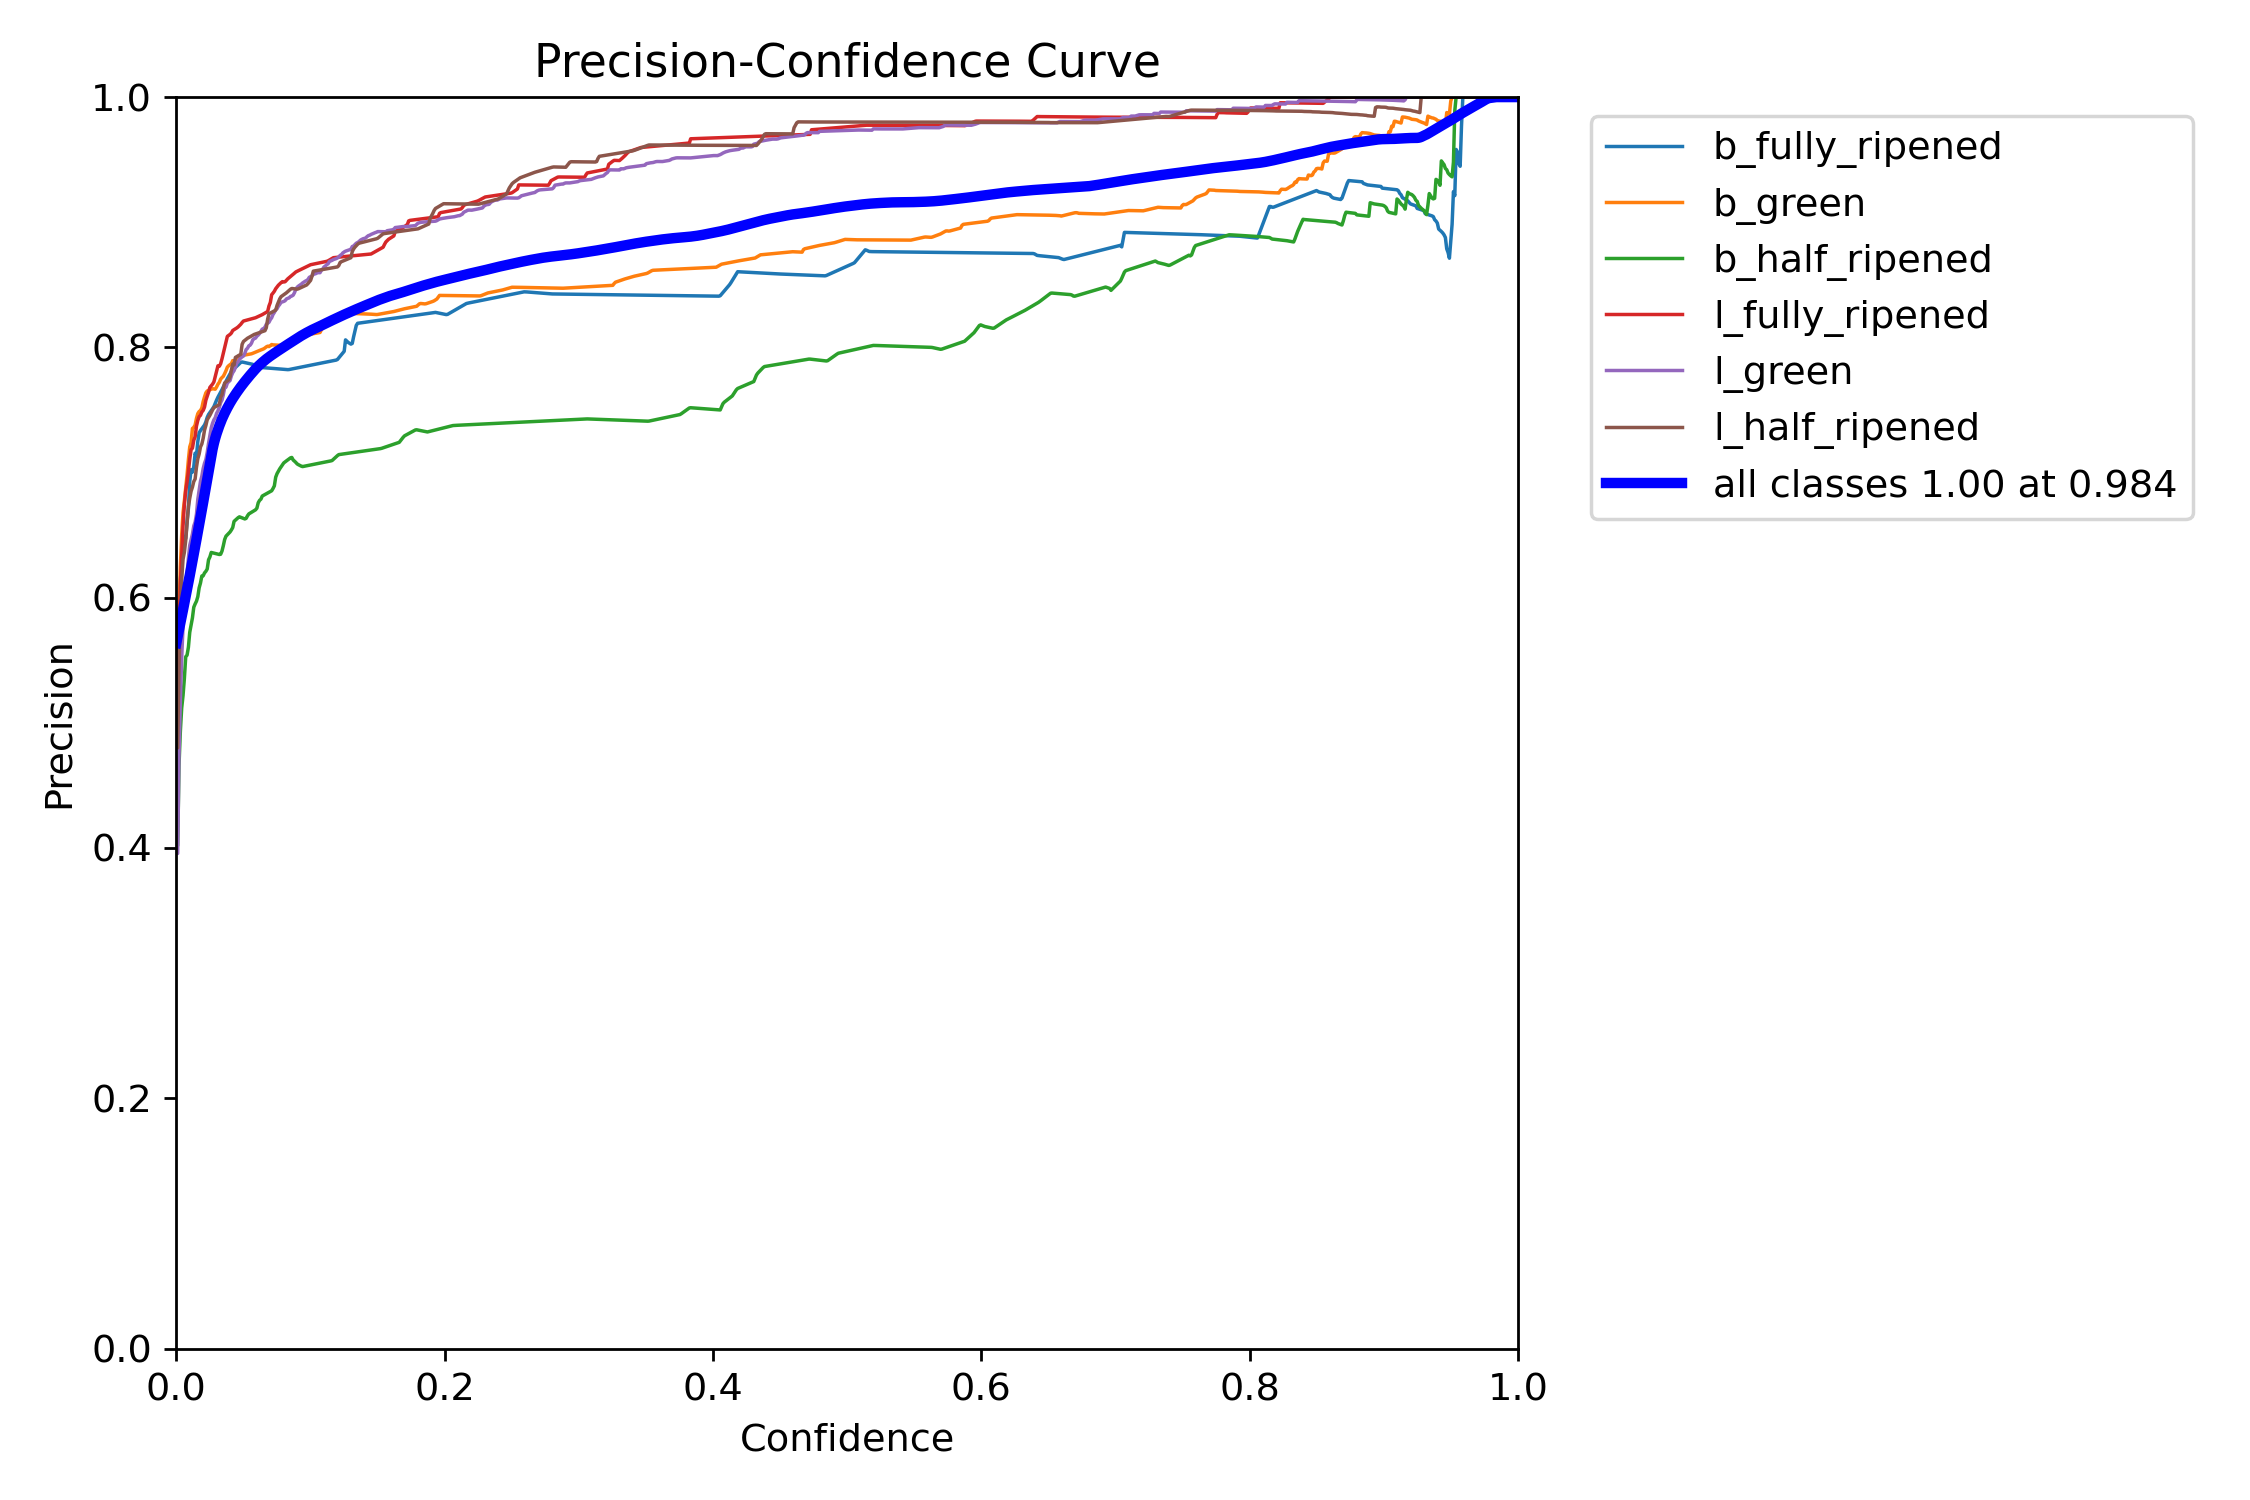 Precision-Confidence Curve
1.0
0.8
0.6
0.4
0.2
0.0
Precision
0.0 0.2 0.4 0.6 0.8 1.0
Confidence
b_fully_ripened
b_green
b_half_ripened
l_fully_ripened
l_green
l_half_ripened
all classes 1.00 at 0.984